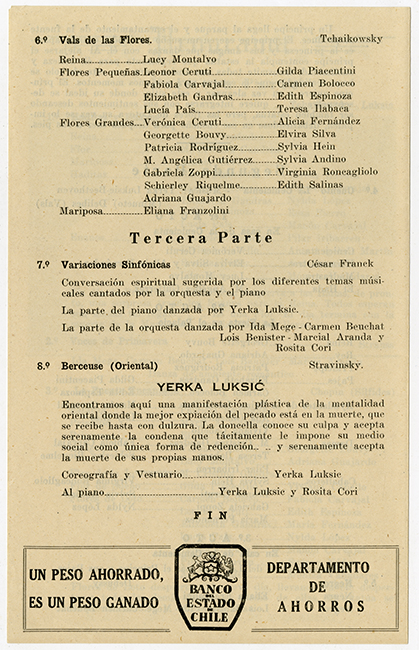 6.º Vals de las Flores. Tchaikowsky
Reina......Lucy Montalvo
Flores Pequeñas.Leonor Ceruti......Gilda Piacentini
Fabiola Carvajal......Carmen Bolocco
Elizabeth Gandras......Edith Espinoza
Lucía País......Teresa Ilabaca
Flores Grandes...Verónica Ceruti......Alicia Fernández
Georgette Bouvy......Elvira Silva
Patricia Rodríguez......Sylvia Hein
M. Angélica Gutiérrez...Sylvia Andino
Gabriela Zoppi......Virginia Roncagliolo
Schierley Riquelme......Edith Salinas
Adriana Guajardo
Mariposa......Eliana Franzolini
Tercera Parte
7.º Variaciones Sinfónicas César Franck
Conversación espiritual sugerida por los diferentes temas músi-
cales cantados por la orquesta y el piano
La parte del piano danzada por Yerka Luksic.
La parte de la orquesta danzada por Ida Mege - Carmen Beuchat
Lois Benister - Marcial Aranda y
Rosita Cori
8.º Berceuse (Oriental) Stravinsky.
YERKA LUKSIĆ
Encontramos aquí una manifestación plástica de la mentalidad
oriental donde la mejor expiación del pecado está en la muerte, que
se recibe hasta con dulzura. La doncella conoce su culpa y acepta
serenamente la condena que tácitamente le impone su medio
social como única forma de redención.. .. y serenamente acepta
la muerte de sus propias manos.
Coreografía y Vestuario...... Yerka Luksic
Al piano......Yerka Luksic y Rosita Cori
FIN
UN PESO AHORRADO,
ES UN PESO GANADO
BANCO
DEL
ESTADO
DE
CHILE
DEPARTAMENTO
DE
AHORROS